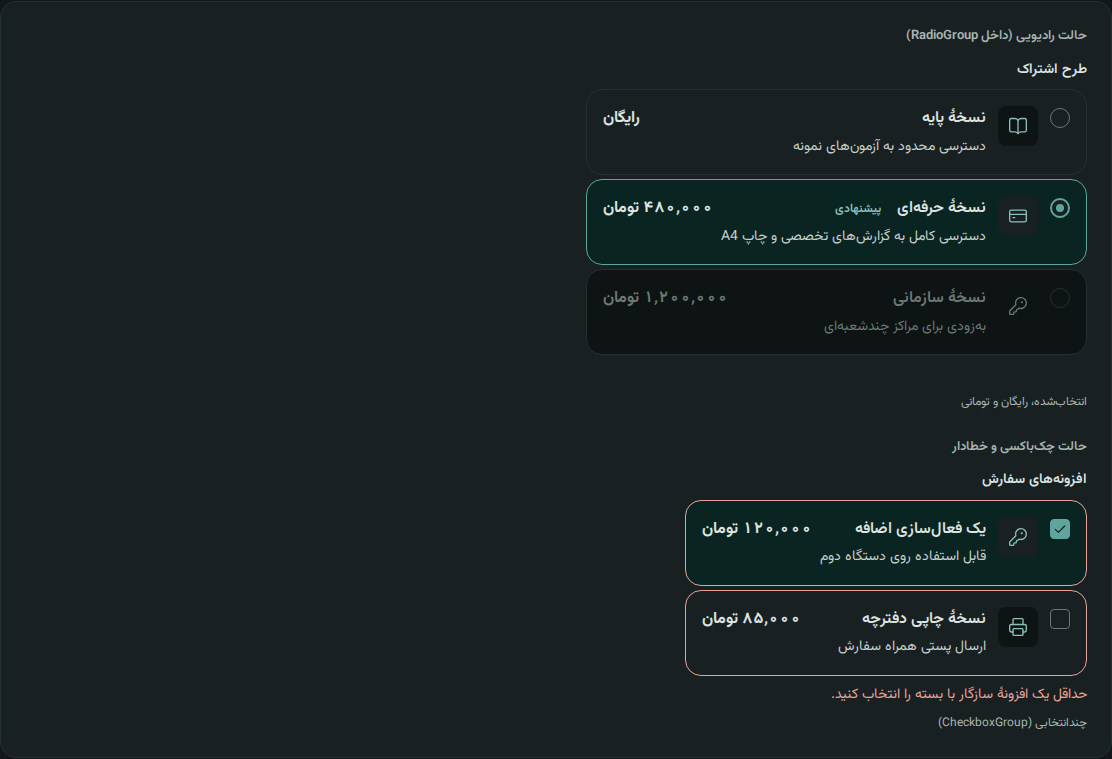 حالت رادیویی (داخل RadioGroup)
طرح اشتراک
نسخهٔ پایه رایگان
دسترسی محدود به آزمون‌های نمونه
نسخهٔ حرفه‌ای پیشنهادی ۴۸۰,۰۰۰ تومان
دسترسی کامل به گزارش‌های تخصصی و چاپ A4
نسخهٔ سازمانی ۱,۲۰۰,۰۰۰ تومان
به‌زودی برای مراکز چندشعبه‌ای
انتخاب‌شده، رایگان و تومانی
حالت چک‌باکسی و خطادار
افزونه‌های سفارش
یک فعال‌سازی اضافه ۱۲۰,۰۰۰ تومان
قابل استفاده روی دستگاه دوم
نسخهٔ چاپی دفترچه ۸۵,۰۰۰ تومان
ارسال پستی همراه سفارش
حداقل یک افزونهٔ سازگار با بسته را انتخاب کنید.
چندانتخابی (CheckboxGroup)